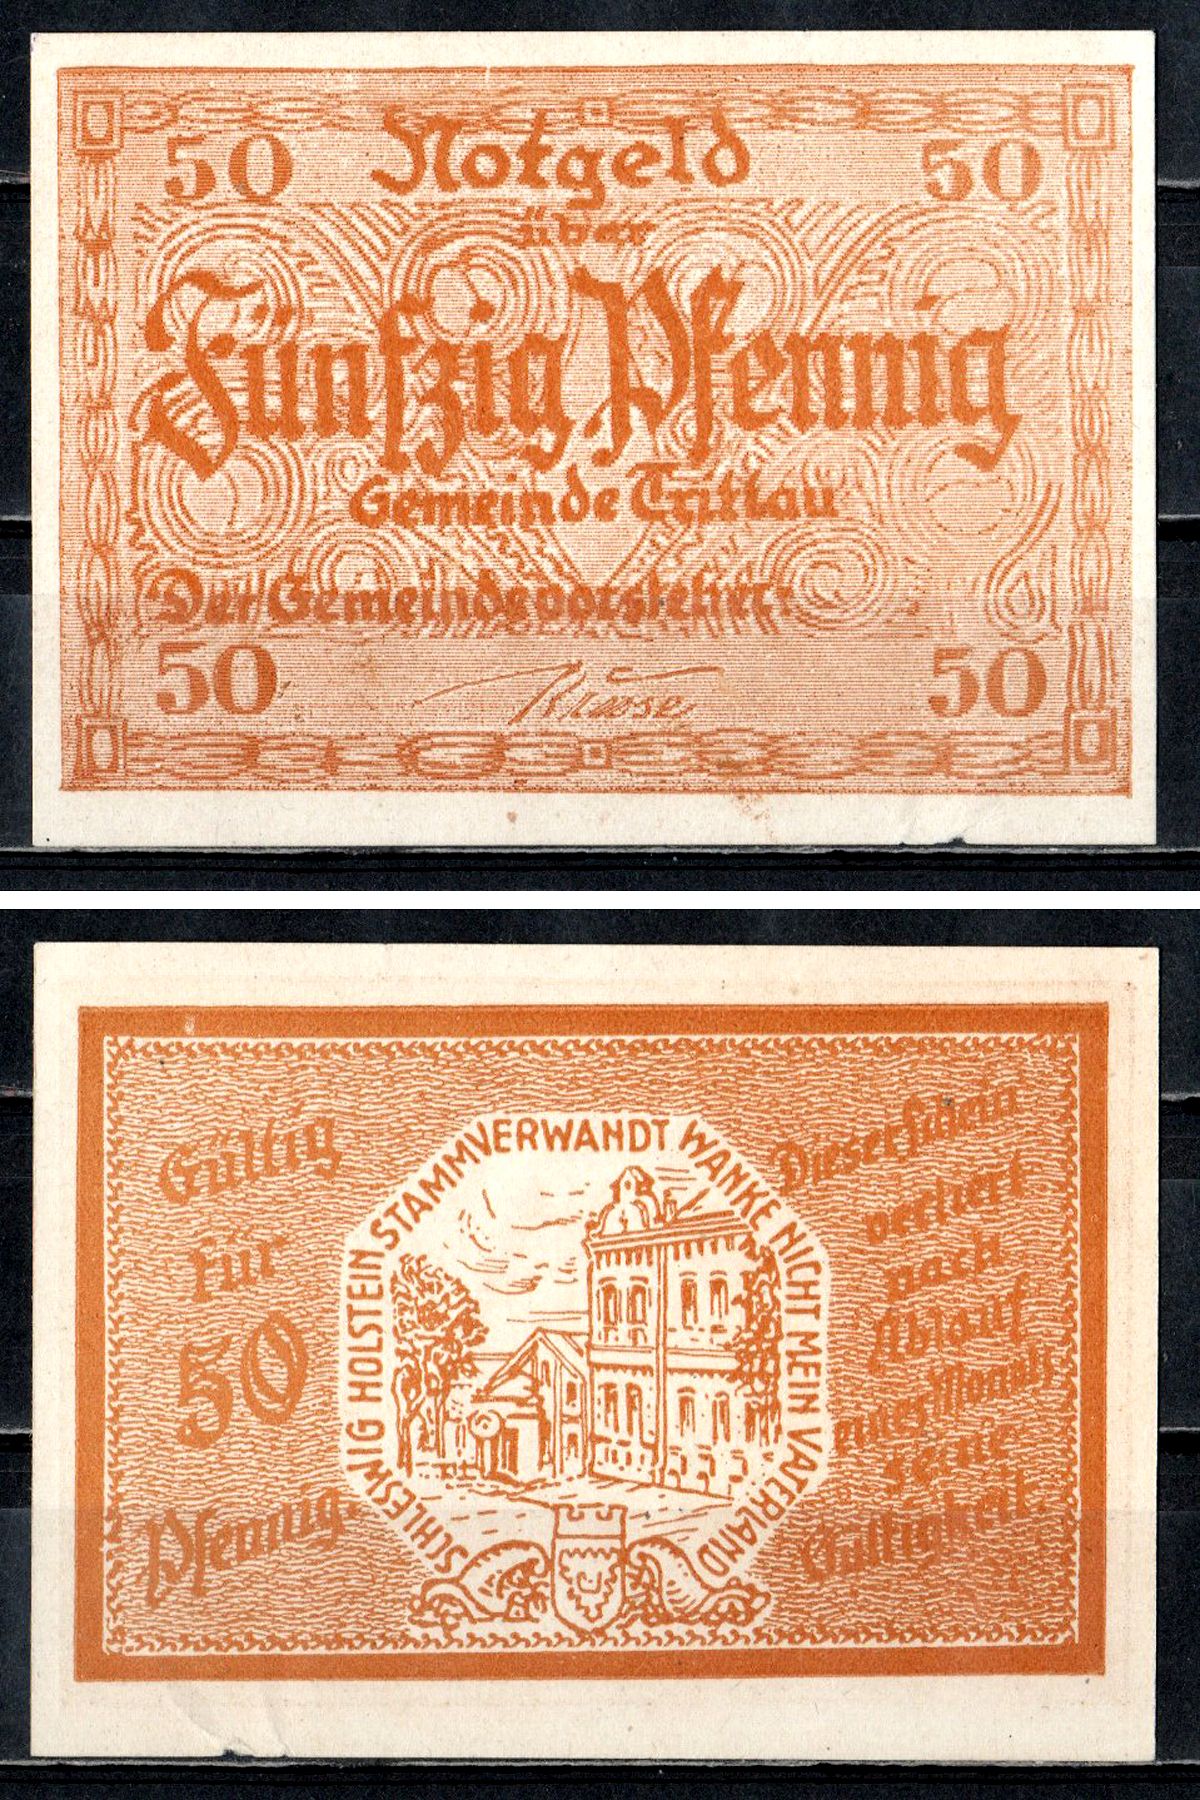 50
Notgeld
50
über
Fünfzig Pfennig
Gemeinde Trittau
Der Gemeindevorsteher:
50
50
Gültig
für
50
Pfennig.
SCHLESWIG HOLSTEIN STAMMVERWANDT WANKE NICHT MEIN VATERLAND
Dieser Schein
verliert
nach
Ablauf
eines Monats
seine
Gültigkeit.